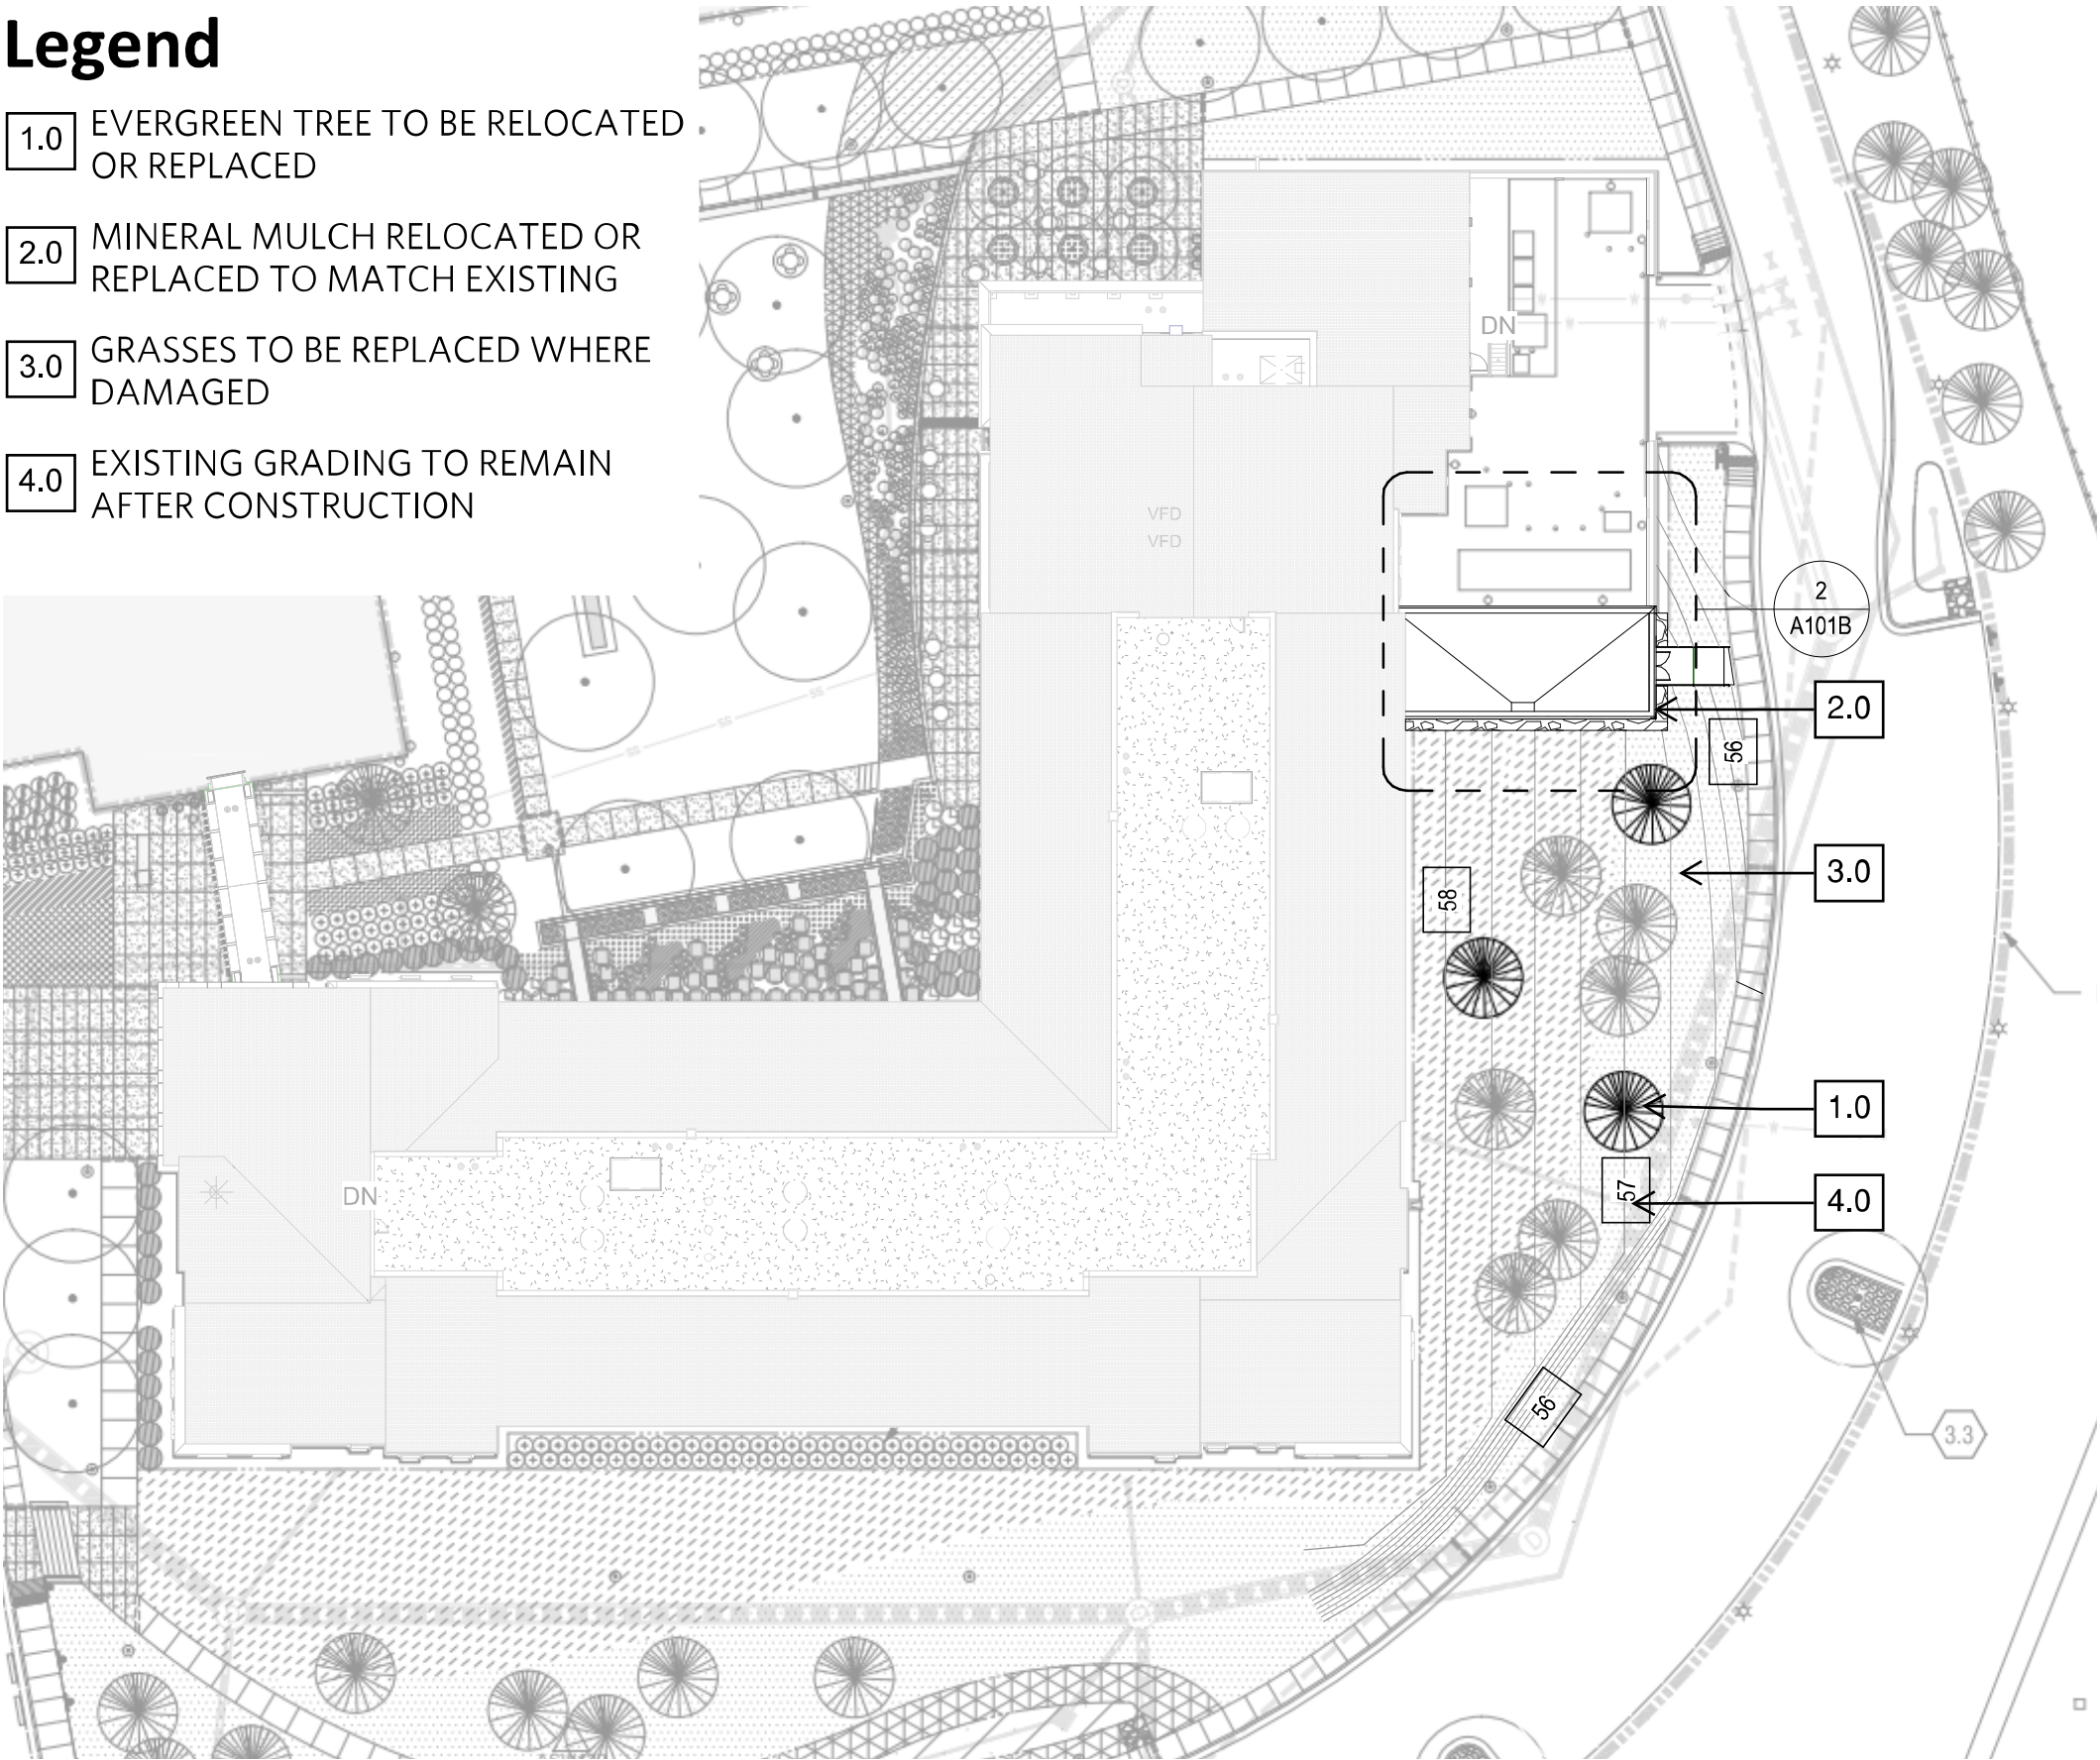 Legend
1.0 EVERGREEN TREE TO BE RELOCATED
OR REPLACED
2.0 MINERAL MULCH RELOCATED OR
REPLACED TO MATCH EXISTING
3.0 GRASSES TO BE REPLACED WHERE
DAMAGED
4.0 EXISTING GRADING TO REMAIN
AFTER CONSTRUCTION
DN
VFD
VFD
2
A101B
2.0
56
SS
SS
3.0
58
1.0
57
4.0
DN
56
3.3
D